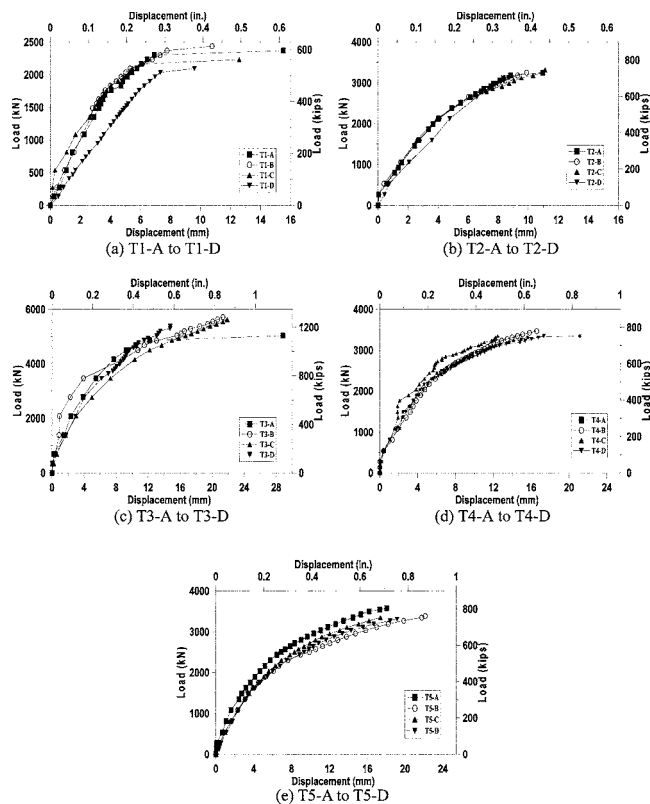 Displacement (in.)
0 0.1 0.2 0.3 0.4 0.5 0.6
2500
2000
1500
1000
500
0
Load (kN)
600
400
200
0
Load (kips)
T1-A
T1-B
T1-C
T1-D
0 2 4 6 8 10 12 14 16
Displacement (mm)
(a) T1-A to T1-D
Displacement (in.)
0 0.1 0.2 0.3 0.4 0.5 0.6
4000
3000
2000
1000
0
Load (kN)
800
600
400
200
0
Load (kips)
T2-A
T2-B
T2-C
T2-D
0 2 4 6 8 10 12 14 16
Displacement (mm)
(b) T2-A to T2-D
Displacement (in.)
0 0.2 0.4 0.6 0.8 1
6000
4000
2000
0
Load (kN)
1200
800
400
0
Load (kips)
T3-A
T3-B
T3-C
T3-D
0 4 8 12 16 20 24 28
Displacement (mm)
(c) T3-A to T3-D
Displacement (in.)
0 0.2 0.4 0.6 0.8 1
4000
3000
2000
1000
0
Load (kN)
800
600
400
200
0
Load (kips)
T4-A
T4-B
T4-C
T4-D
0 4 8 12 16 20 24
Displacement (mm)
(d) T4-A to T4-D
Displacement (in.)
0 0.2 0.4 0.6 0.8 1
4000
3000
2000
1000
0
Load (kN)
800
600
400
200
0
Load (kips)
T5-A
T5-B
T5-C
T5-D
0 4 8 12 16 20 24
Displacement (mm)
(e) T5-A to T5-D